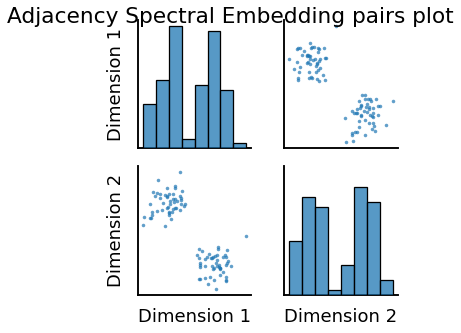 Adjacency Spectral Embedding pairs plot
Dimension 1
Dimension 2
Dimension 1
Dimension 2